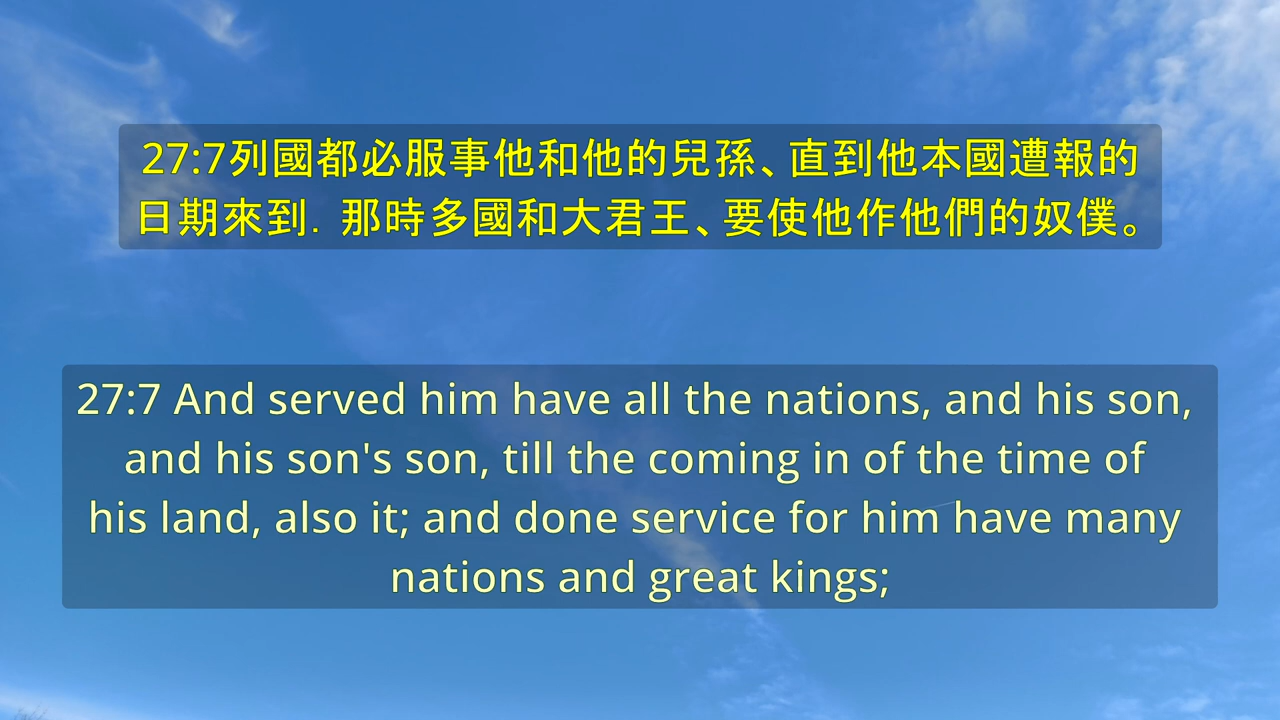 27:7列國都必服事他和他的兒孫、直到他本國遭報的
日期來到．那時多國和大君王、要使他作他們的奴僕。
27:7 And served him have all the nations, and his son,
and his son's son, till the coming in of the time of
his land, also it; and done service for him have many
nations and great kings;